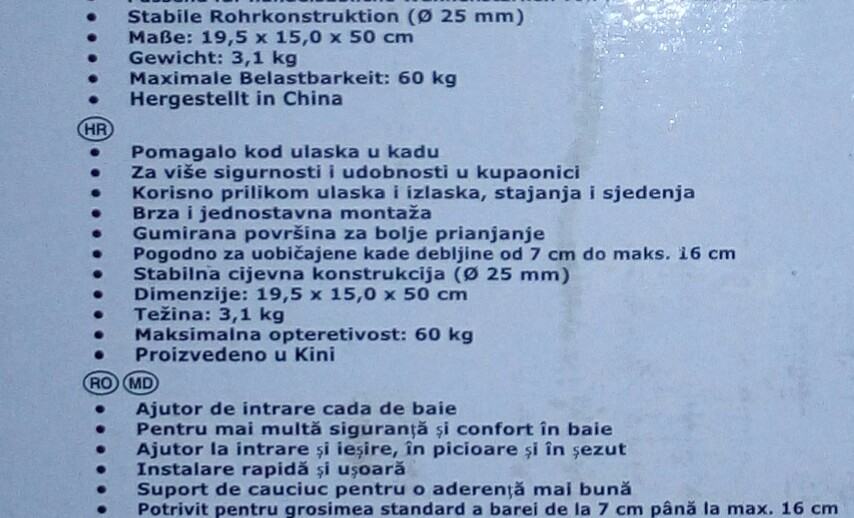 • Stabile Rohrkonstruktion (Ø 25 mm)
• Maße: 19,5 x 15,0 x 50 cm
• Gewicht: 3,1 kg
• Maximale Belastbarkeit: 60 kg
• Hergestellt in China
HR
• Pomagalo kod ulaska u kadu
• Za više sigurnosti i udobnosti u kupaonici
• Korisno prilikom ulaska i izlaska, stajanja i sjedenja
• Brza i jednostavna montaža
• Gumirana površina za bolje prianjanje
• Pogodno za uobičajene kade debljine od 7 cm do maks. 16 cm
• Stabilna cijevna konstrukcija (Ø 25 mm)
• Dimenzije: 19,5 x 15,0 x 50 cm
• Težina: 3,1 kg
• Maksimalna opteretivost: 60 kg
• Proizvedeno u Kini
RO MD
• Ajutor de intrare cada de baie
• Pentru mai multă siguranță și confort în baie
• Ajutor la intrare și ieșire, în picioare și în șezut
• Instalare rapidă și ușoară
• Suport de cauciuc pentru o aderență mai bună
• Potrivit pentru grosimea standard a barei de la 7 cm până la max. 16 cm